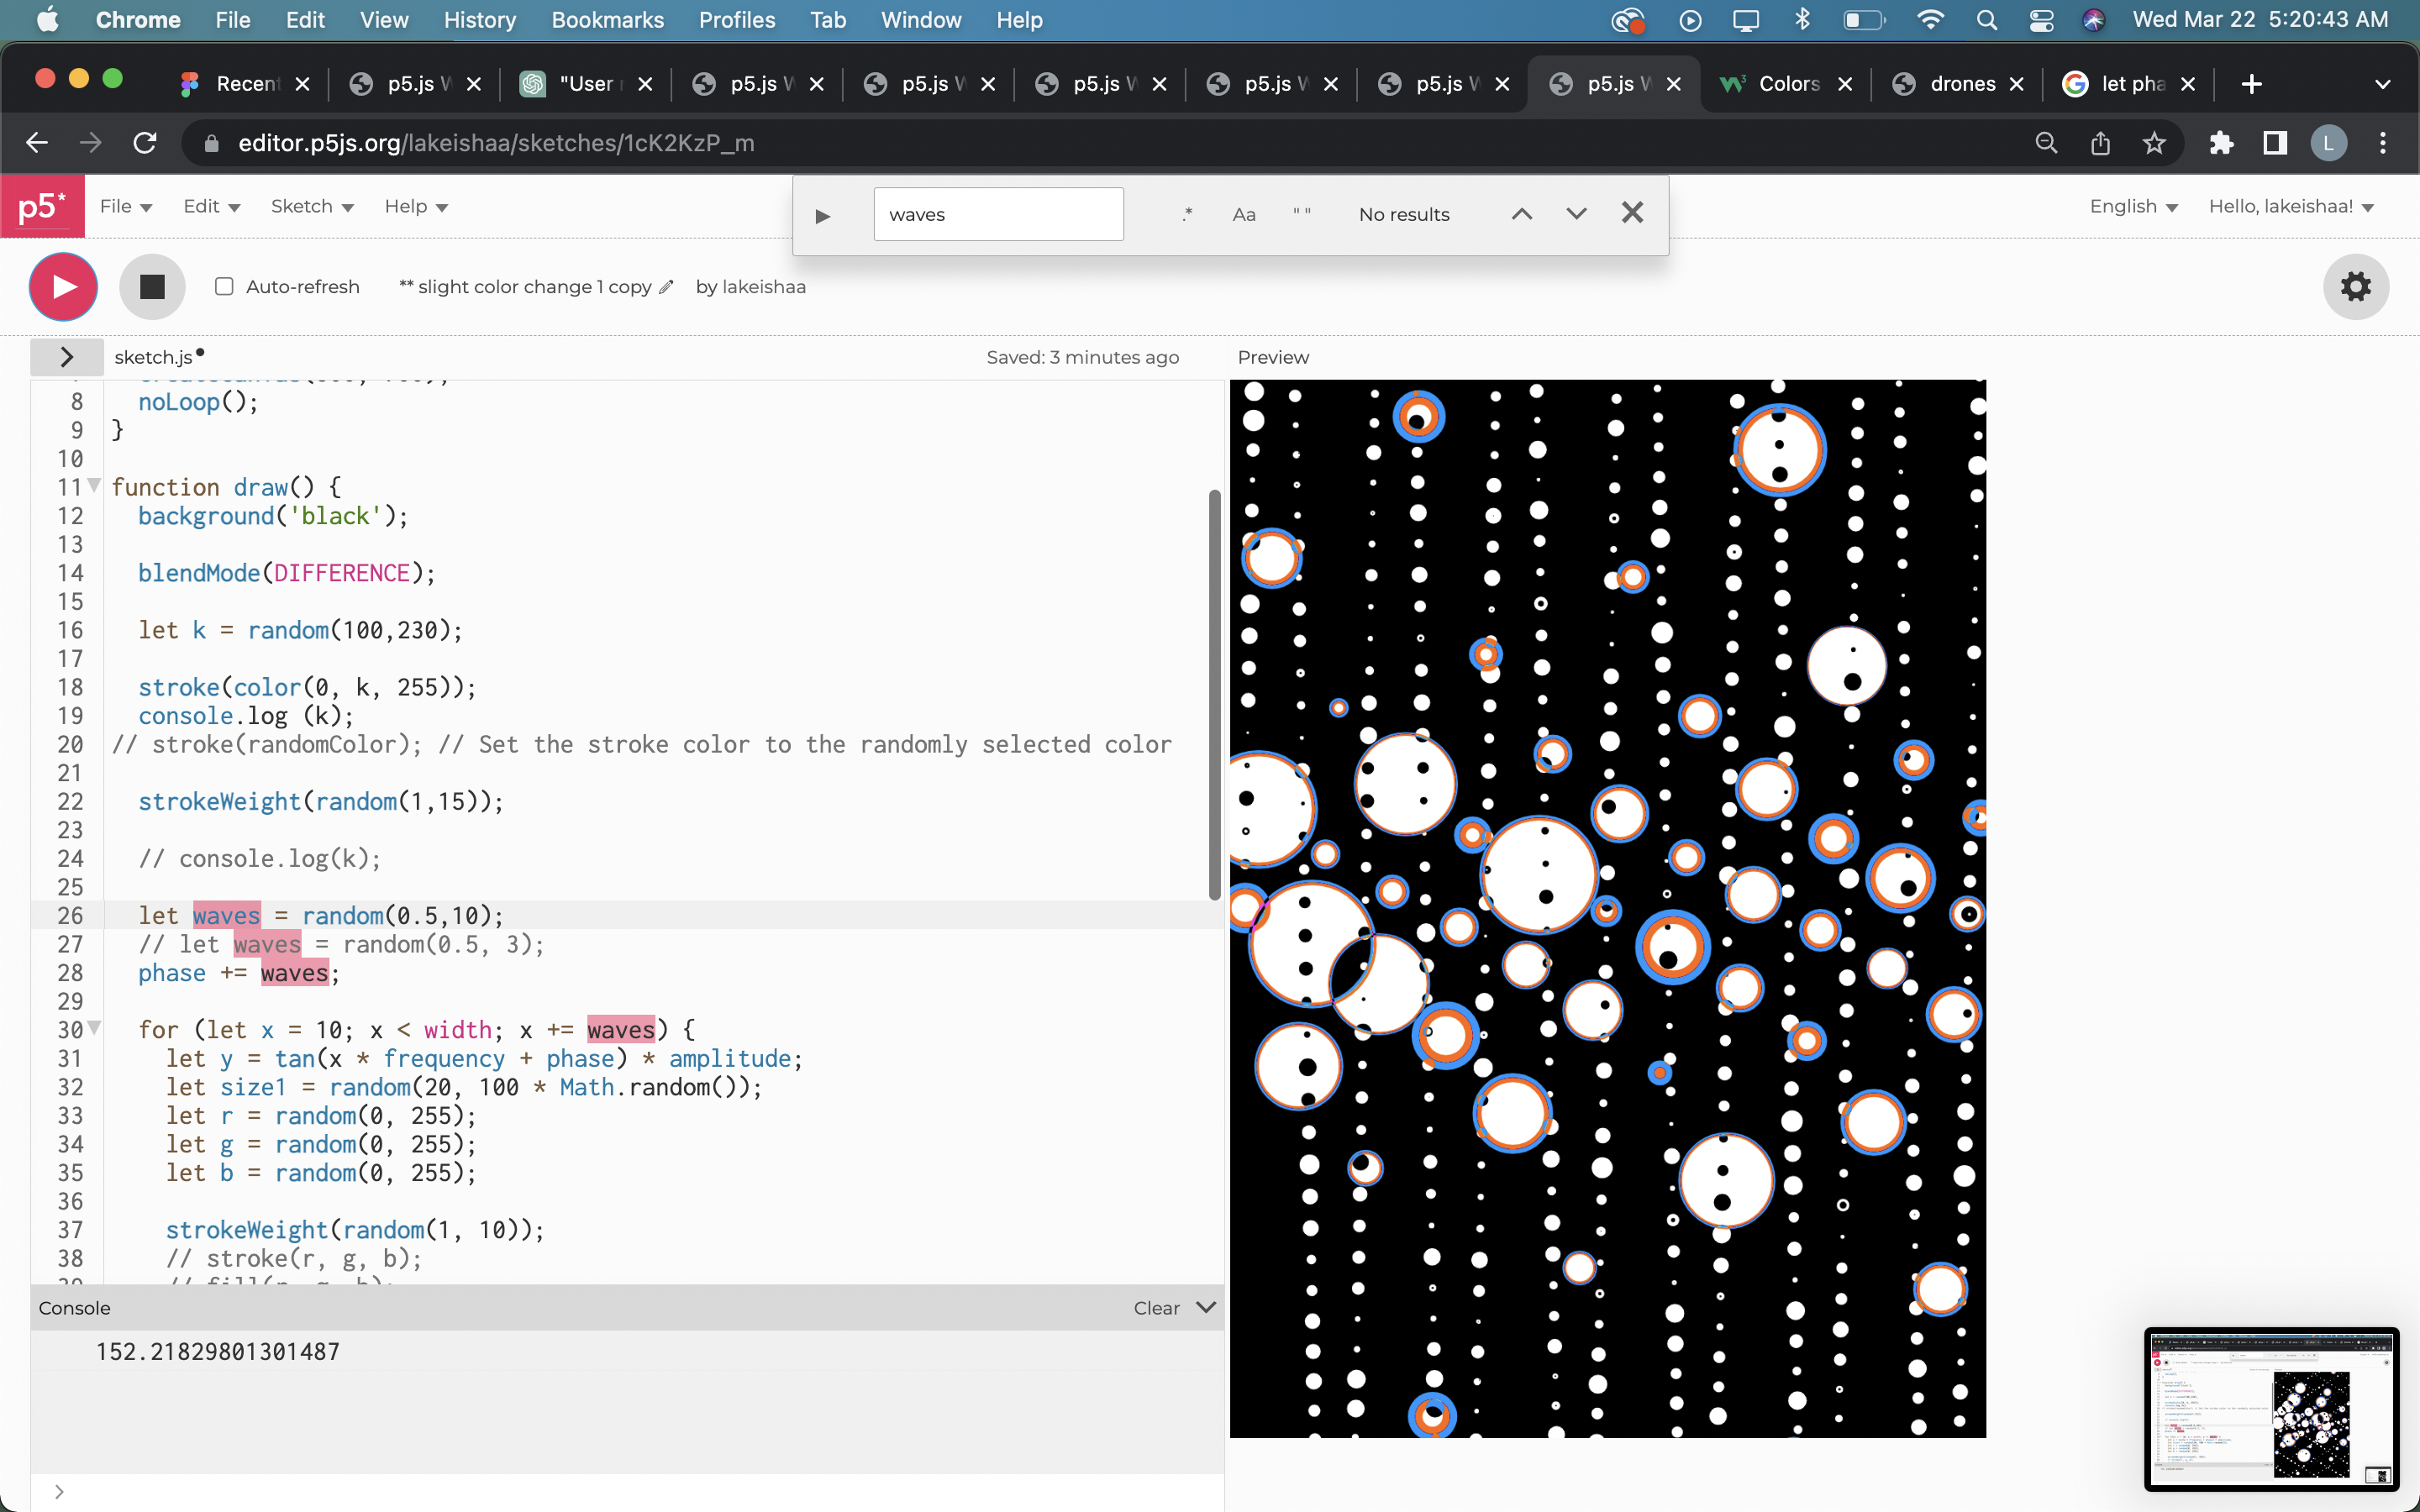 Chrome File Edit View History Bookmarks Profiles Tab Window Help Wed Mar 22 5:20:43 AM
Recent p5.js W "User p5.js W p5.js W p5.js W p5.js W p5.js W p5.js W Colors drones let pha
editor.p5js.org/lakeishaa/sketches/1cK2KzP_m L
p5* File Edit Sketch Help waves .* Aa " " No results English Hello, lakeishaa!
Auto-refresh ** slight color change 1 copy by lakeishaa
sketch.js Saved: 3 minutes ago Preview
8 noLoop();
9 }
10
11 function draw() {
12 background('black');
13
14 blendMode(DIFFERENCE);
15
16 let k = random(100,230);
17
18 stroke(color(0, k, 255));
19 console.log (k);
20 // stroke(randomColor); // Set the stroke color to the randomly selected color
21
22 strokeWeight(random(1,15));
23
24 // console.log(k);
25
26 let waves = random(0.5,10);
27 // let waves = random(0.5, 3);
28 phase += waves;
29
30 for (let x = 10; x < width; x += waves) {
31 let y = tan(x * frequency + phase) * amplitude;
32 let size1 = random(20, 100 * Math.random());
33 let r = random(0, 255);
34 let g = random(0, 255);
35 let b = random(0, 255);
36
37 strokeWeight(random(1, 10));
38 // stroke(r, g, b);
39 // fill(r, g, b);
Console Clear
152.21829801301487
>